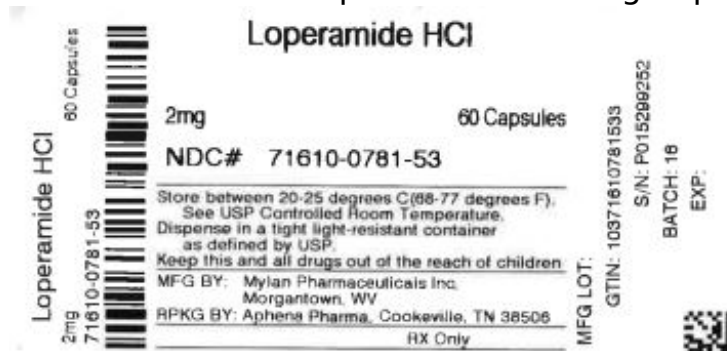 Loperamide HCl
2mg 60 Capsules
NDC# 71610-0781-53
Store between 20-25 degrees C(68-77 degrees F).
See USP Controlled Room Temperature.
Dispense in a tight light-resistant container
as defined by USP.
Keep this and all drugs out of the reach of children
MFG BY: Mylan Pharmaceuticals Inc,
Morgantown, WV
RPKG BY: Aphena Pharma, Cookeville, TN 38506
RX Only
Loperamide HCl
2mg 60 Capsules
71610-0781-53
MFG LOT:
GTIN: 10371610781533
S/N: P015299252
BATCH: 18
EXP: